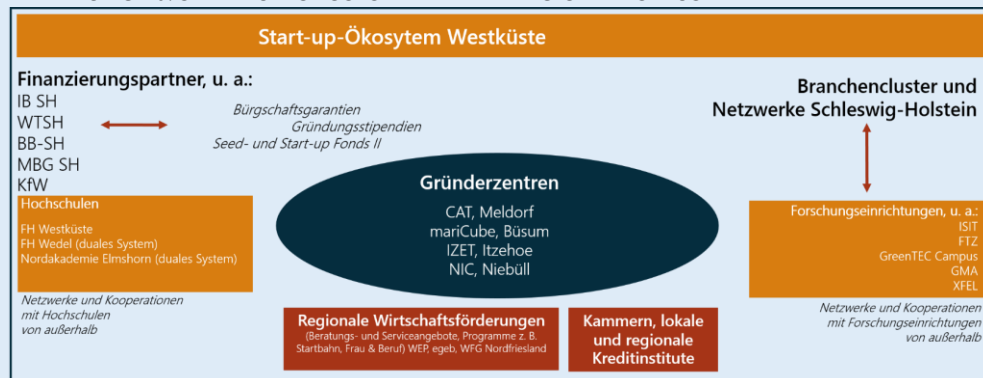 Start-up-Ökosytem Westküste
Finanzierungspartner, u. a.:
IB SH
WTSH
BB-SH
MBG SH
KfW
Bürgschaftsgarantien
Gründungsstipendien
Seed- und Start-up Fonds II
Branchencluster und
Netzwerke Schleswig-Holstein
Hochschulen
FH Westküste
FH Wedel (duales System)
Nordakademie Elmshorn (duales System)
Netzwerke und Kooperationen
mit Hochschulen
von außerhalb
Gründerzentren
CAT, Meldorf
mariCube, Büsum
IZET, Itzehoe
NIC, Niebüll
Forschungseinrichtungen, u. a.:
ISIT
FTZ
GreenTEC Campus
GMA
XFEL
Netzwerke und Kooperationen
mit Forschungseinrichtungen
von außerhalb
Regionale Wirtschaftsförderungen
(Beratungs- und Serviceangebote, Programme z. B.
Startbahn, Frau & Beruf) WEP, egeb, WFG Nordfriesland
Kammern, lokale
und regionale
Kreditinstitute